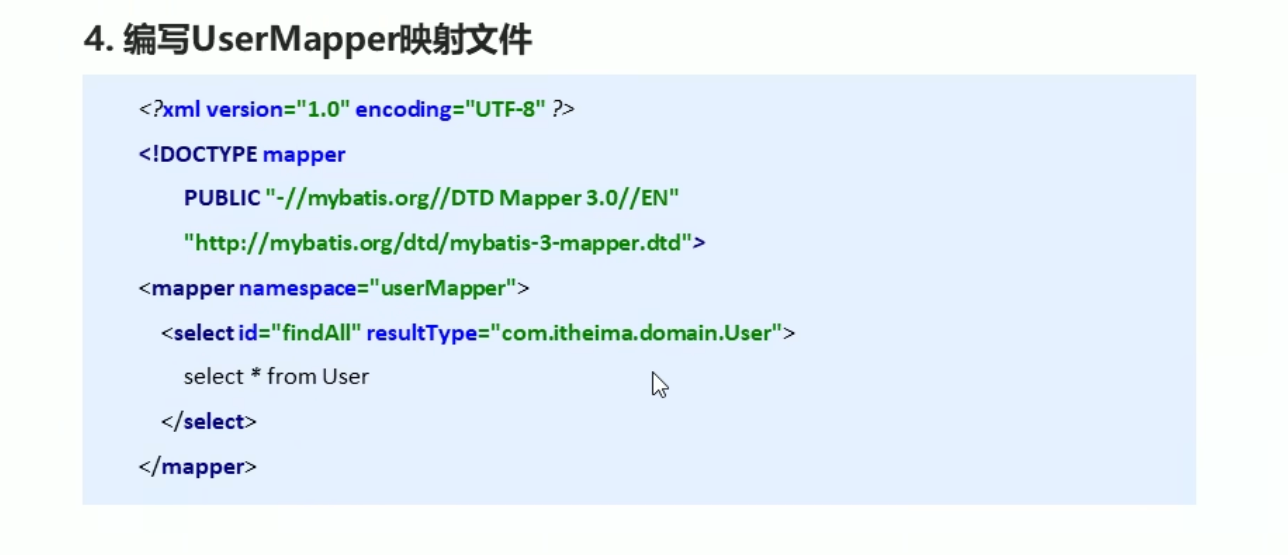 4. 编写UserMapper映射文件
<?xml version="1.0" encoding="UTF-8" ?>
<!DOCTYPE mapper
PUBLIC "-//mybatis.org//DTD Mapper 3.0//EN"
"http://mybatis.org/dtd/mybatis-3-mapper.dtd">
<mapper namespace="userMapper">
<select id="findAll" resultType="com.itheima.domain.User">
select * from User
</select>
</mapper>